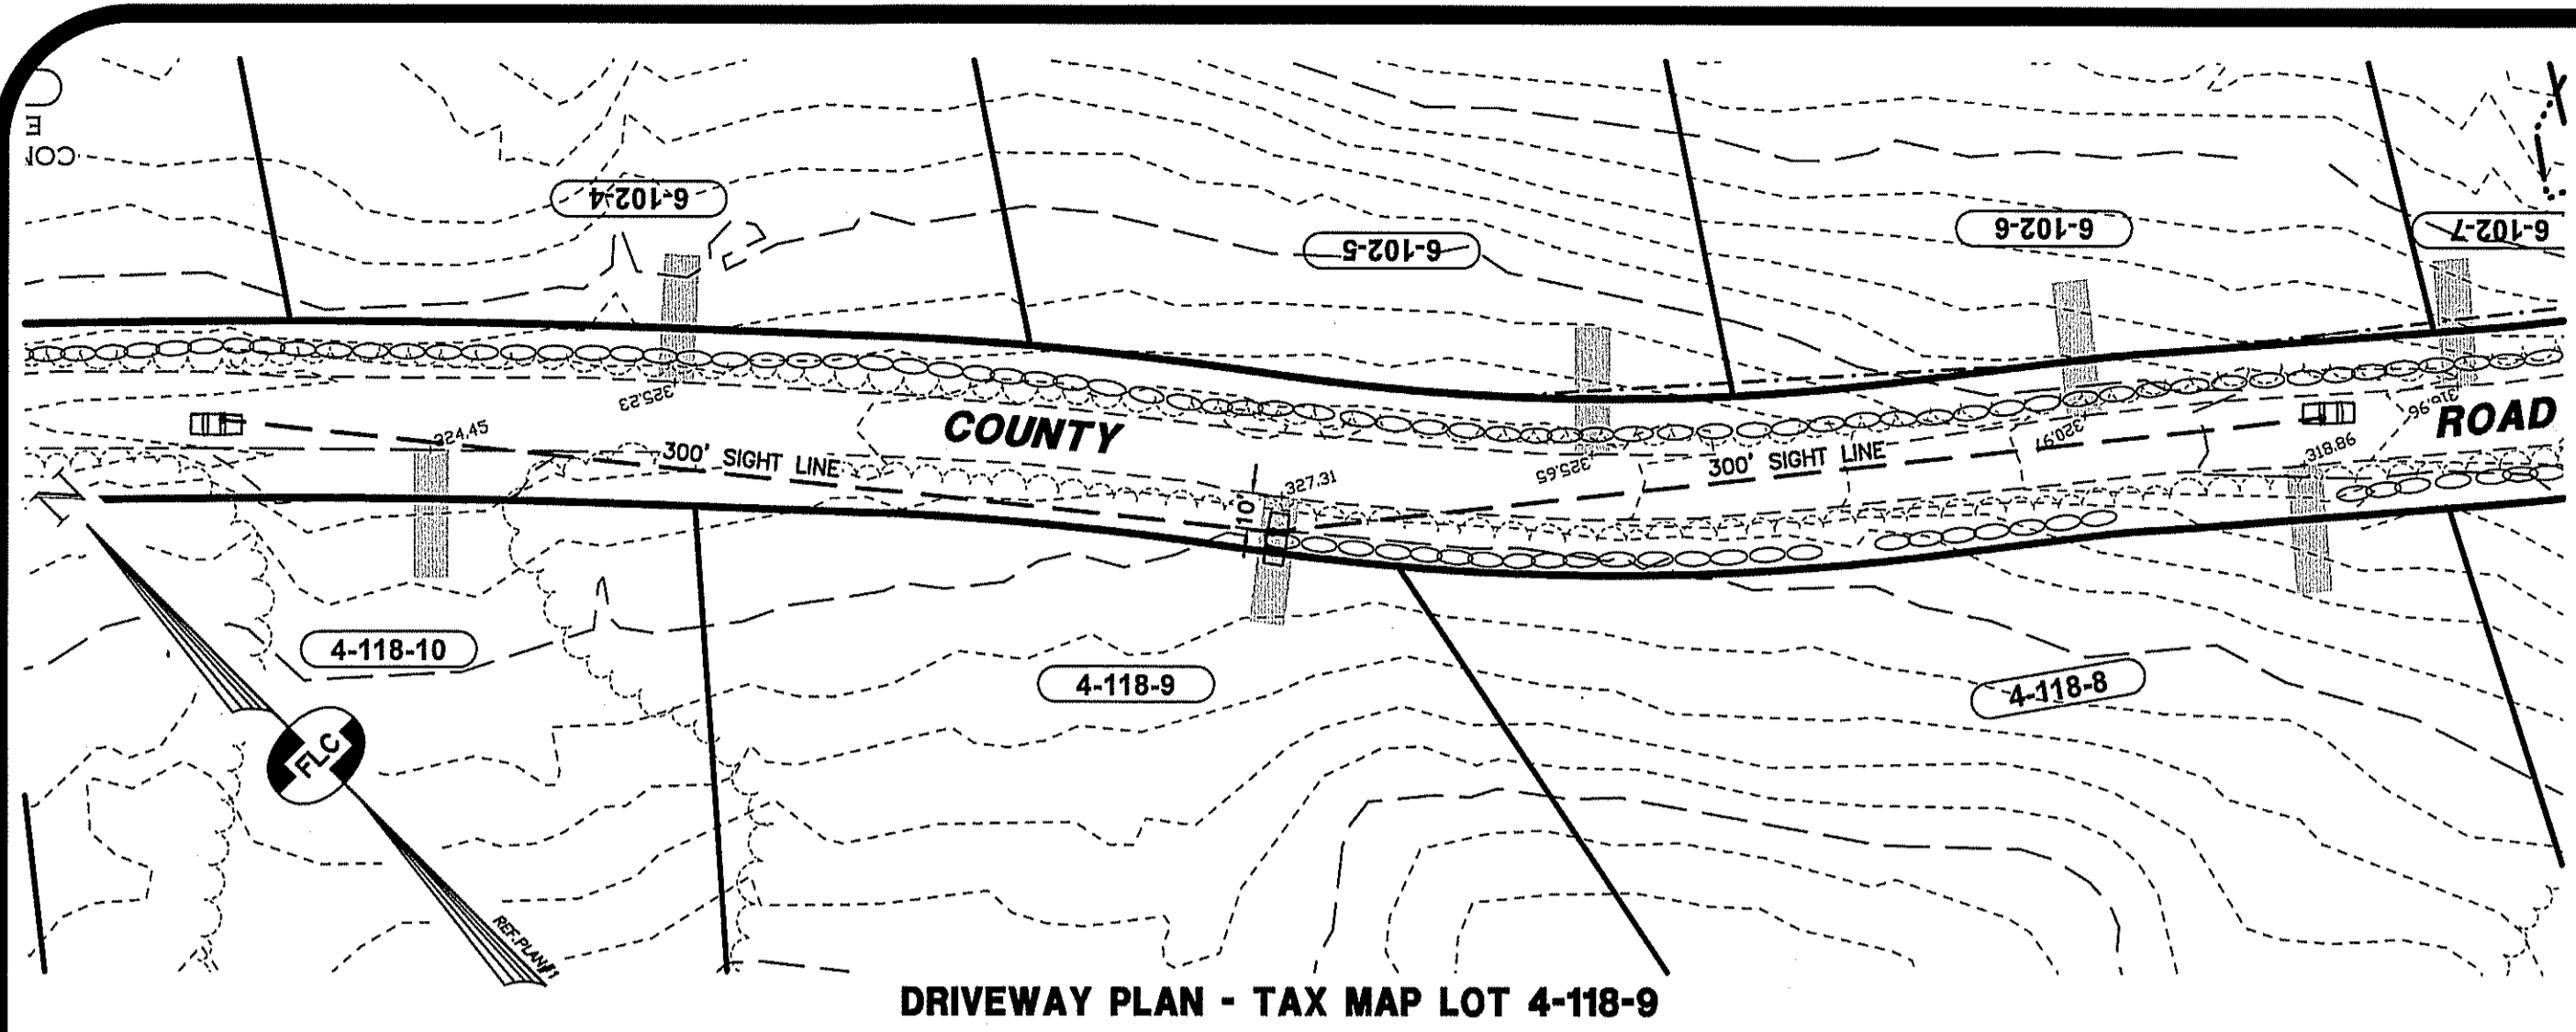 E
6-102-4
6-102-5
6-102-6
6-102-7
325.23
324.45
300' SIGHT LINE
COUNTY
10'
327.31
325.65
300' SIGHT LINE
320.97
318.86
316.96
ROAD
N
4-118-10
4-118-9
4-118-8
FLC
REF.PLAN#1
DRIVEWAY PLAN - TAX MAP LOT 4-118-9